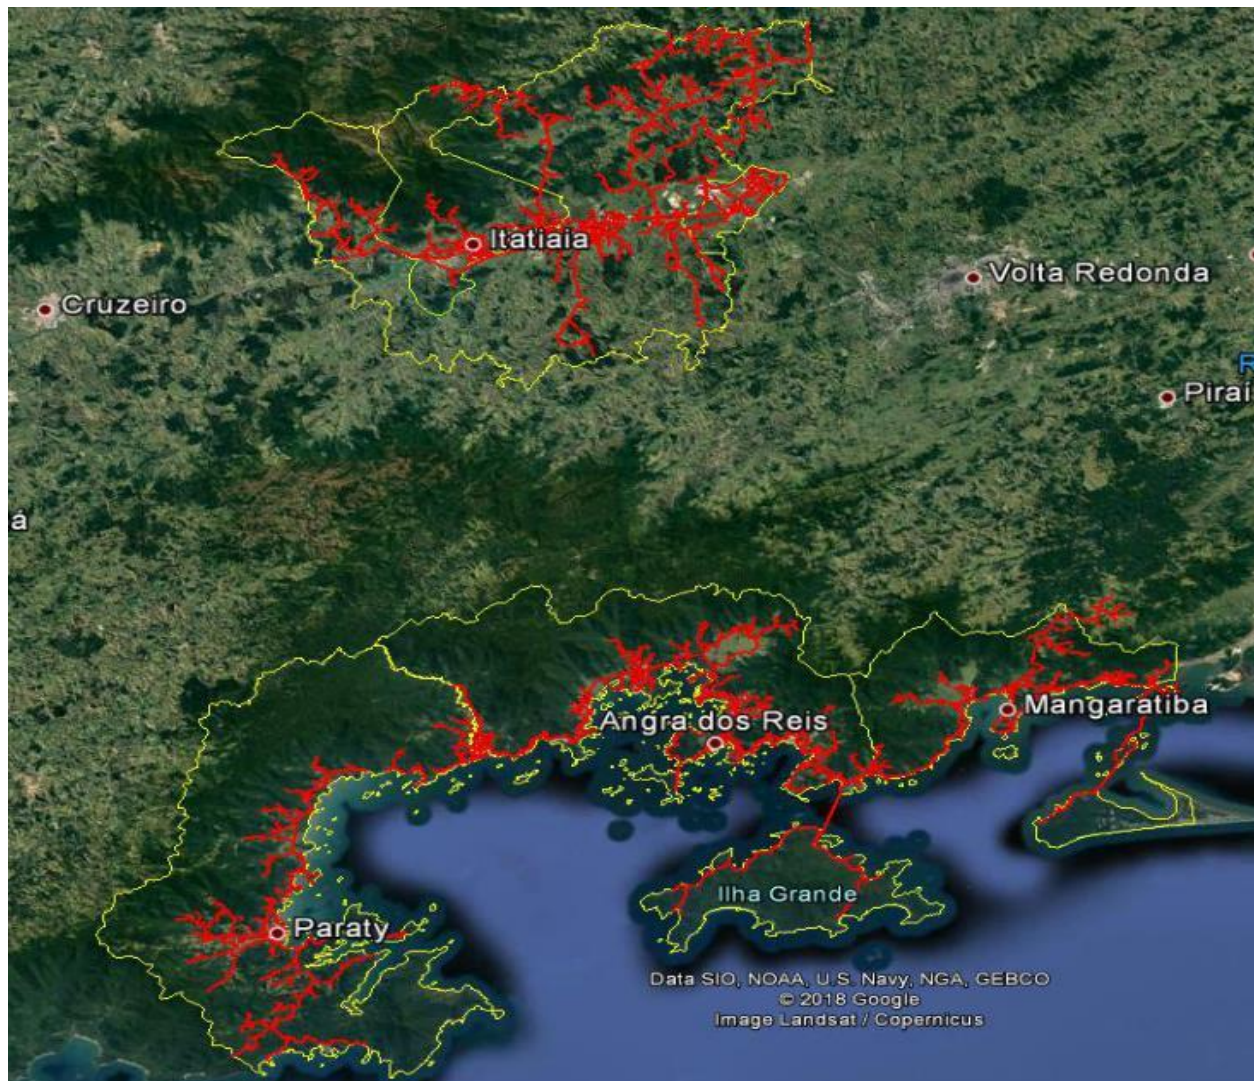 Itatiaia
Volta Redonda
Cruzeiro
R
Piraí
á
Mangaratiba
Angra dos Reis
Ilha Grande
Paraty
Data SIO, NOAA, U.S. Navy, NGA, GEBCO
© 2018 Google
Image Landsat / Copernicus